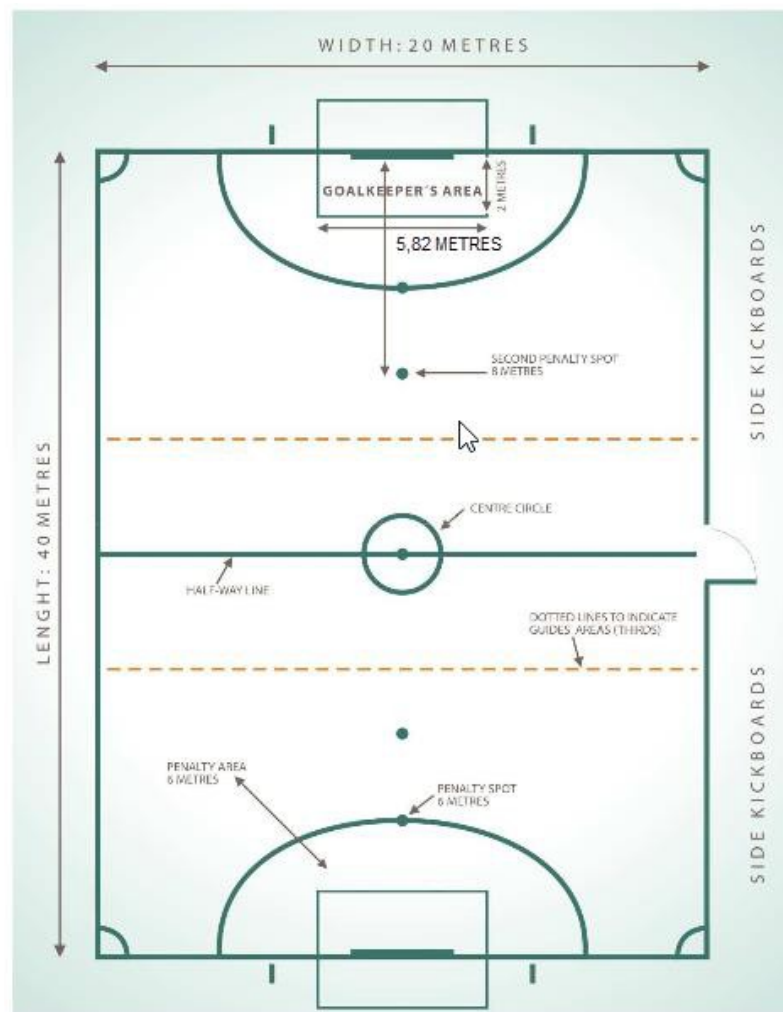 WIDTH: 20 METRES
GOALKEEPER´S AREA
2 METRES
5,82 METRES
SECOND PENALTY SPOT
8 METRES
SIDE KICKBOARDS
CENTRE CIRCLE
LENGHT: 40 METRES
HALF-WAY LINE
DOTTED LINES TO INDICATE
GUIDES´ AREAS (THIRDS)
PENALTY AREA
6 METRES
PENALTY SPOT
6 METRES
SIDE KICKBOARDS